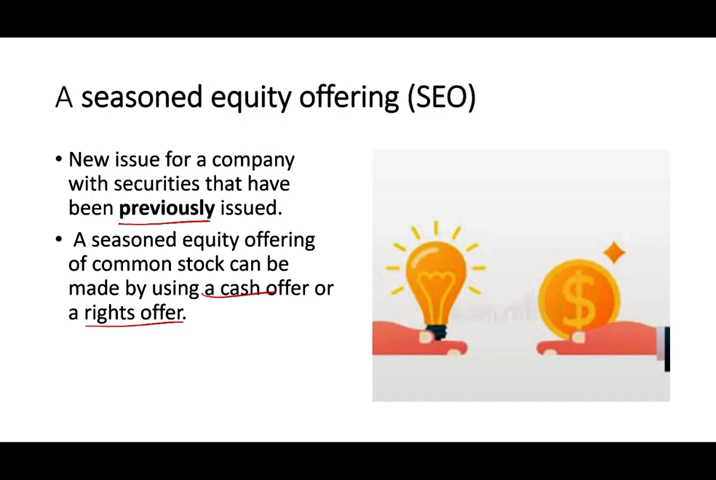 A seasoned equity offering (SEO)
• New issue for a company
with securities that have
been previously issued.
• A seasoned equity offering
of common stock can be
made by using a cash offer or
a rights offer.